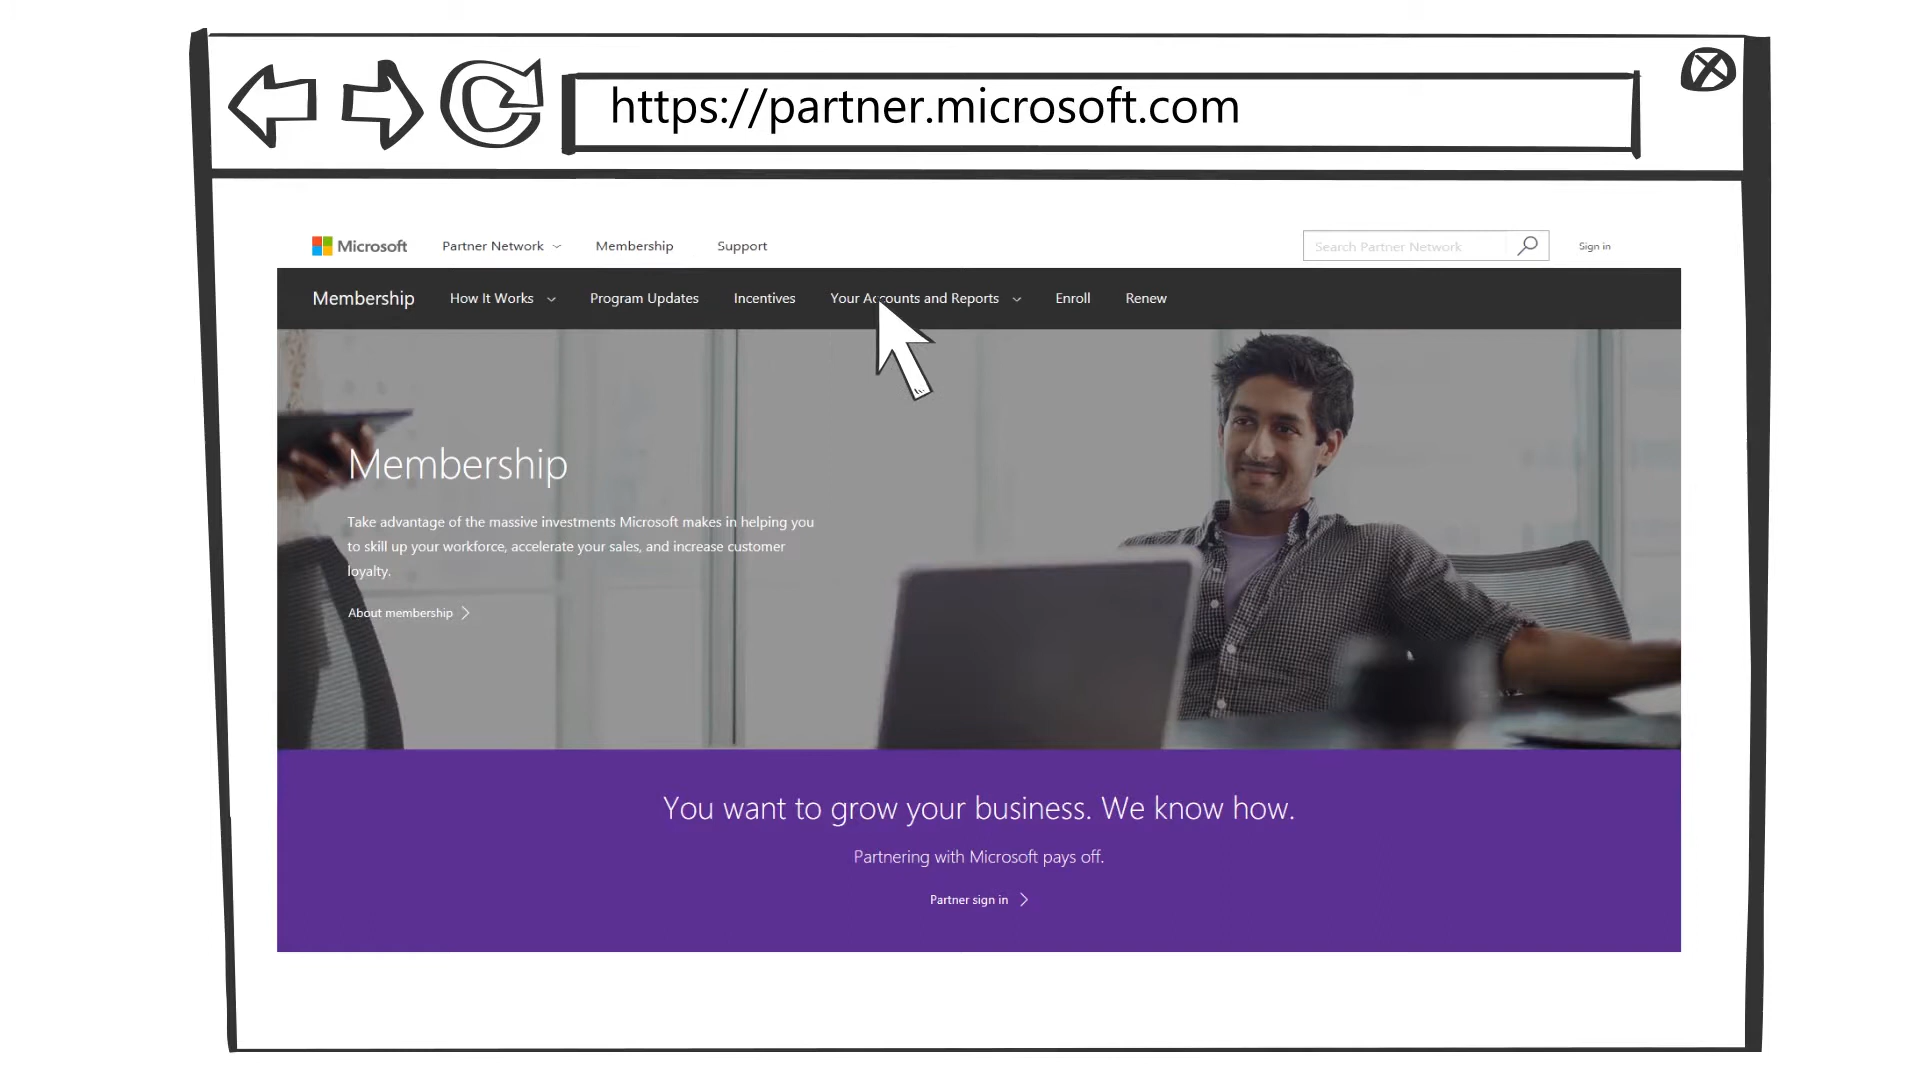 https://partner.microsoft.com
Microsoft Partner Network Membership Support Search Partner Network Sign in
Membership How It Works Program Updates Incentives Your Accounts and Reports Enroll Renew
Membership
Take advantage of the massive investments Microsoft makes in helping you
to skill up your workforce, accelerate your sales, and increase customer
loyalty.
About membership
You want to grow your business. We know how.
Partnering with Microsoft pays off.
Partner sign in